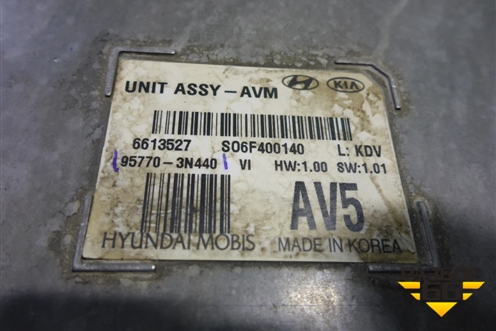 UNIT ASSY-AVM KIA
6613527 S06F400140 L: KDV
95770-3N440 VI HW:1.00 SW:1.01
AV5
HYUNDAI MOBIS MADE IN KOREA